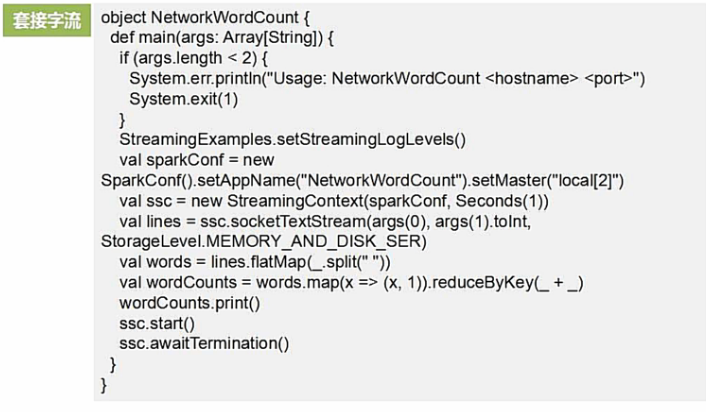 套接字流
object NetworkWordCount {
def main(args: Array[String]) {
if (args.length < 2) {
System.err.println("Usage: NetworkWordCount <hostname> <port>")
System.exit(1)
}
StreamingExamples.setStreamingLogLevels()
val sparkConf = new
SparkConf().setAppName("NetworkWordCount").setMaster("local[2]")
val ssc = new StreamingContext(sparkConf, Seconds(1))
val lines = ssc.socketTextStream(args(0), args(1).toInt,
StorageLevel.MEMORY_AND_DISK_SER)
val words = lines.flatMap(_.split(" "))
val wordCounts = words.map(x => (x, 1)).reduceByKey(_ + _)
wordCounts.print()
ssc.start()
ssc.awaitTermination()
}
}